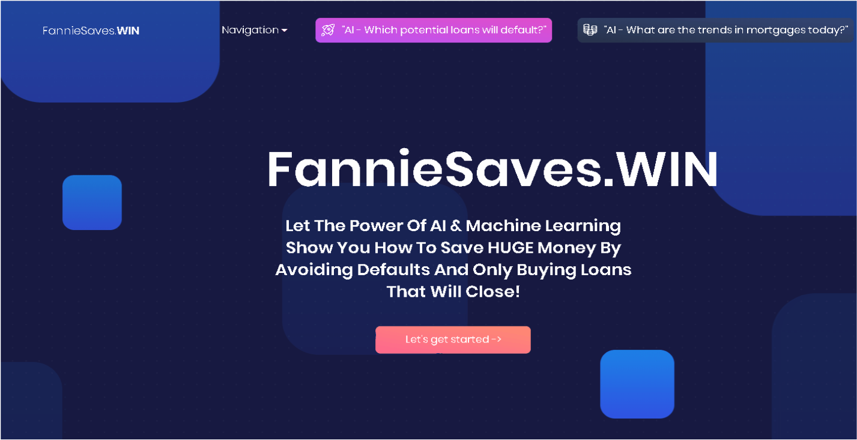 FannieSaves.WIN
Navigation
"AI - Which potential loans will default?"
"AI - What are the trends in mortgages today?"
FannieSaves.WIN
Let The Power Of AI & Machine Learning
Show You How To Save HUGE Money By
Avoiding Defaults And Only Buying Loans
That Will Close!
Let's get started ->